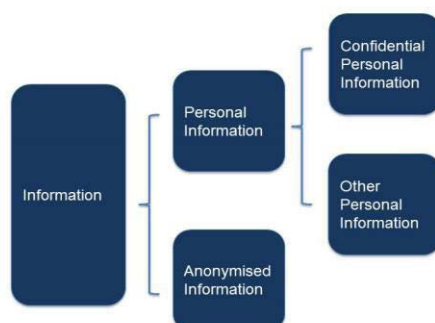 Information
Personal
Information
Anonymised
Information
Confidential
Personal
Information
Other
Personal
Information